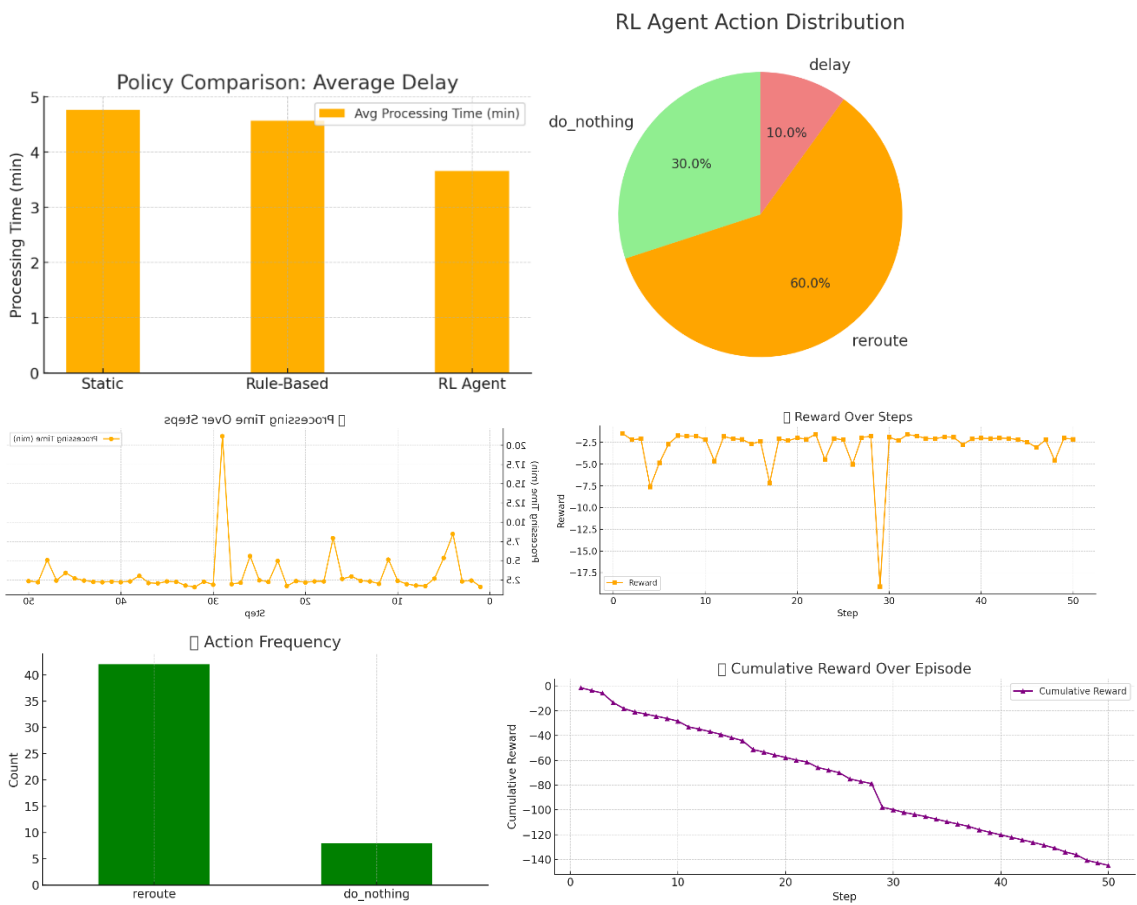 RL Agent Action Distribution
Policy Comparison: Average Delay
Avg Processing Time (min)
Processing Time (min)
5
4
3
2
1
0
Static Rule-Based RL Agent
delay
do_nothing
10.0%
30.0%
60.0%
reroute
Processing Time Over Steps
Processing Time (min)
Processing Time (min)
20.0
17.5
15.0
12.5
10.0
7.5
5.0
2.5
50 40 30 20 10 0
Step
Reward Over Steps
Reward
−2.5
−5.0
−7.5
−10.0
−12.5
−15.0
−17.5
Reward
0 10 20 30 40 50
Step
Action Frequency
Count
40
35
30
25
20
15
10
5
0
reroute do_nothing
Cumulative Reward Over Episode
Cumulative Reward
Cumulative Reward
0
−20
−40
−60
−80
−100
−120
−140
0 10 20 30 40 50
Step